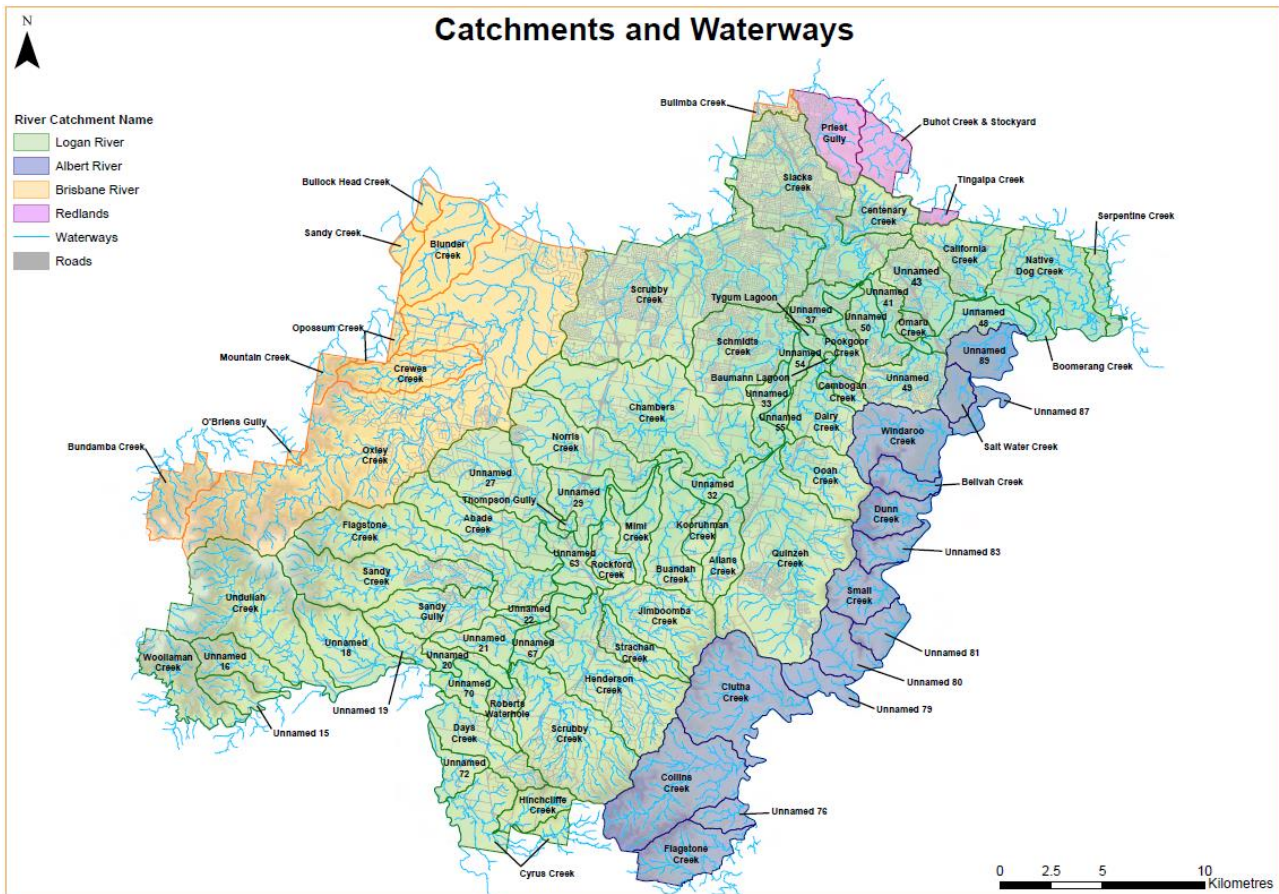 Catchments and Waterways
N
River Catchment Name
Logan River
Albert River
Brisbane River
Redlands
Waterways
Roads
Bulimba Creek
Priest
Gully
Buhot Creek & Stockyard
Slacks
Creek
Tingalpa Creek
Bullock Head Creek
Centenary
Creek
Serpentine Creek
Sandy Creek
Blunder
Creek
California
Creek
Native
Dog Creek
Unnamed
43
Scrubby
Creek
Tygum Lagoon
Unnamed
41
Unnamed
37
Unnamed
50
Omaru
Creek
Unnamed
48
Opossum Creek
Schmidts
Creek
Pookgoor
Creek
Unnamed
54
Unnamed
89
Boomerang Creek
Mountain Creek
Crewes
Creek
Baumann Lagoon
Unnamed
49
Unnamed
33
Cambogan
Creek
Unnamed 87
Chambers
Creek
Unnamed
55
Dairy
Creek
Salt Water Creek
O'Briens Gully
Norris
Creek
Windaroo
Creek
Bundamba Creek
Oxley
Creek
Unnamed
27
Unnamed
29
Unnamed
32
Ooah
Creek
Bellvah Creek
Thompson Gully
Dunn
Creek
Flagstone
Creek
Abade
Creek
Mimi
Creek
Kooruhman
Creek
Unnamed 83
Unnamed
63
Rockford
Creek
Buandah
Creek
Allans
Creek
Quinzeh
Creek
Sandy
Creek
Undullah
Creek
Small
Creek
Sandy
Gully
Unnamed
22
Jimboomba
Creek
Unnamed 81
Unnamed
18
Unnamed
21
Unnamed
67
Strachan
Creek
Woollaman
Creek
Unnamed
16
Unnamed
20
Unnamed 80
Henderson
Creek
Clutha
Creek
Unnamed
70
Unnamed 79
Unnamed 19
Roberts
Waterhole
Unnamed 15
Days
Creek
Scrubby
Creek
Unnamed
72
Collins
Creek
Hinchcliffe
Creek
Unnamed 76
Flagstone
Creek
Cyrus Creek
0 2.5 5 10
Kilometres